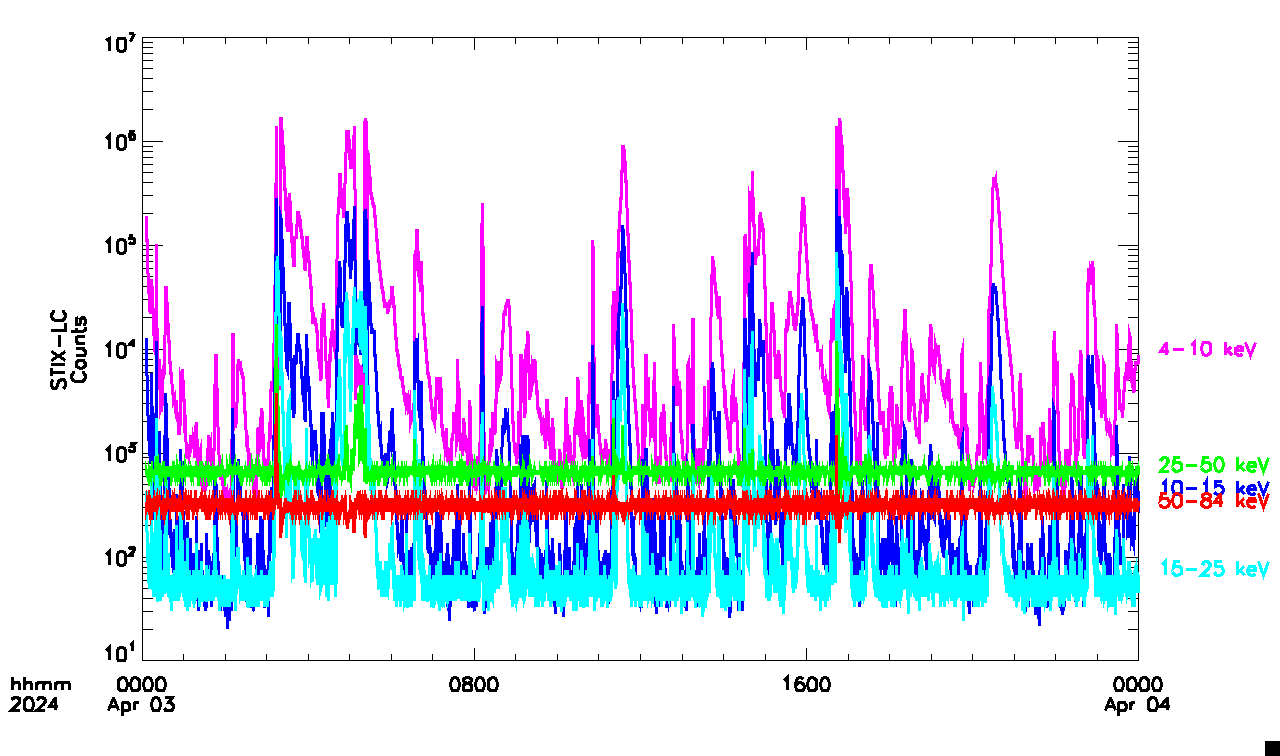 10⁷
10⁶
10⁵
10⁴
10³
10²
10¹
STIX-LC
Counts
4-10 keV
25-50 keV
10-15 keV
50-84 keV
15-25 keV
hhmm 0000 0800 1600 0000
2024 Apr 03 Apr 04